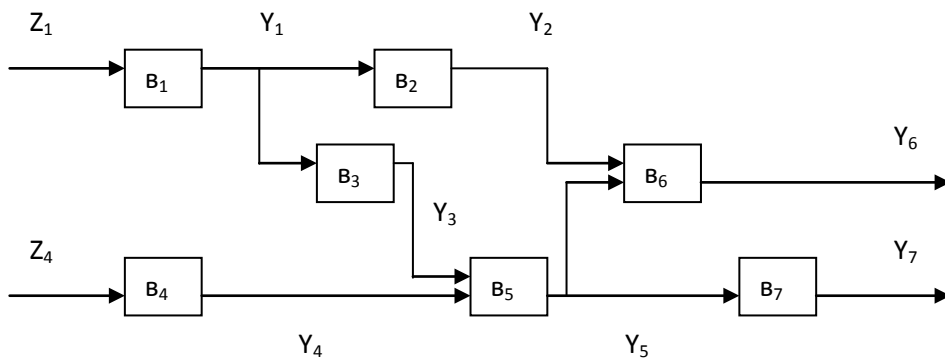 Z₁ Y₁ Y₂
B₁ B₂
B₃ B₆ Y₆
Y₃
Z₄ Y₇
B₄ B₅ B₇
Y₄ Y₅